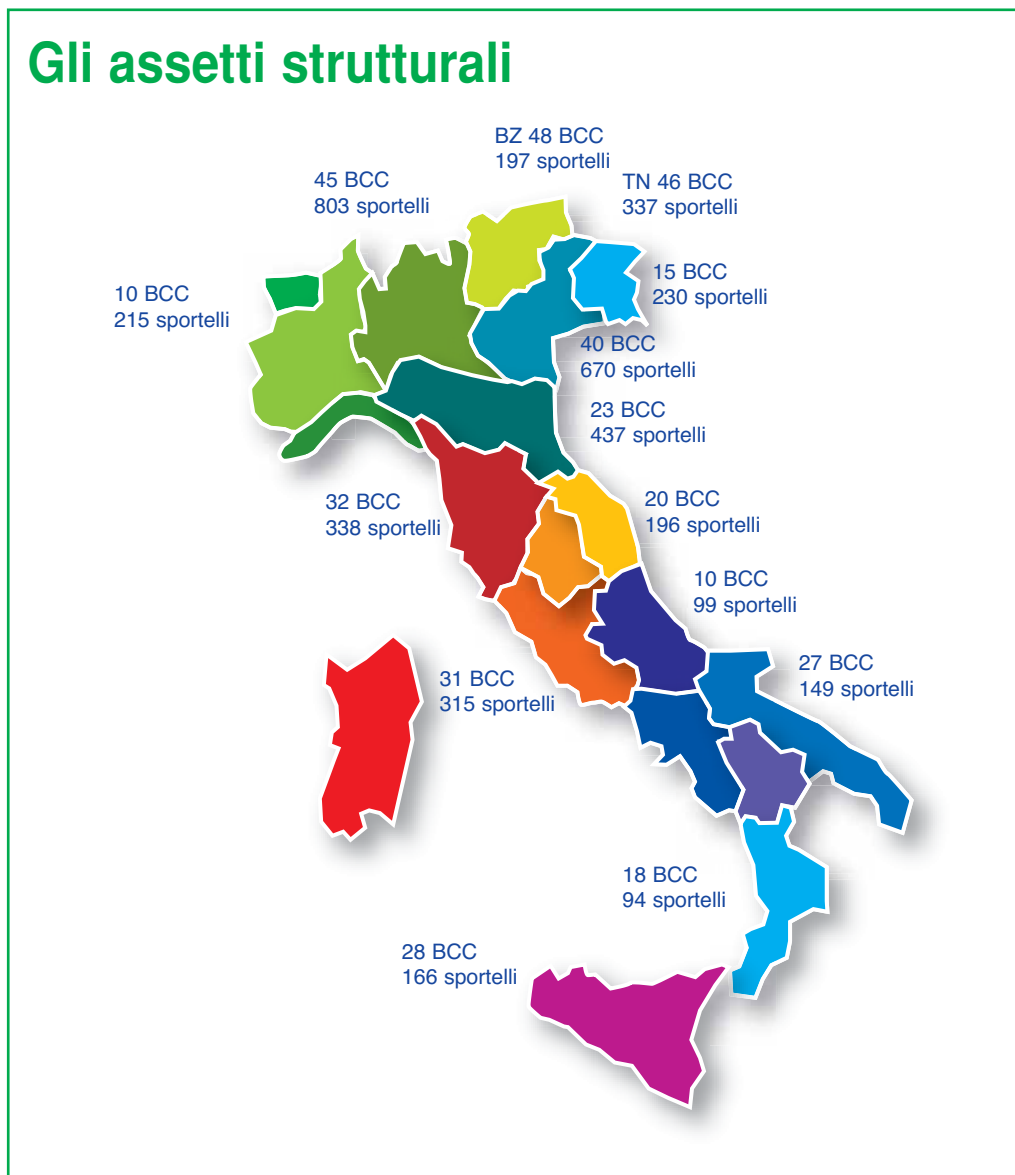 Gli assetti strutturali
BZ 48 BCC
197 sportelli
45 BCC
803 sportelli
TN 46 BCC
337 sportelli
15 BCC
230 sportelli
10 BCC
215 sportelli
40 BCC
670 sportelli
23 BCC
437 sportelli
32 BCC
338 sportelli
20 BCC
196 sportelli
10 BCC
99 sportelli
27 BCC
149 sportelli
31 BCC
315 sportelli
18 BCC
94 sportelli
28 BCC
166 sportelli